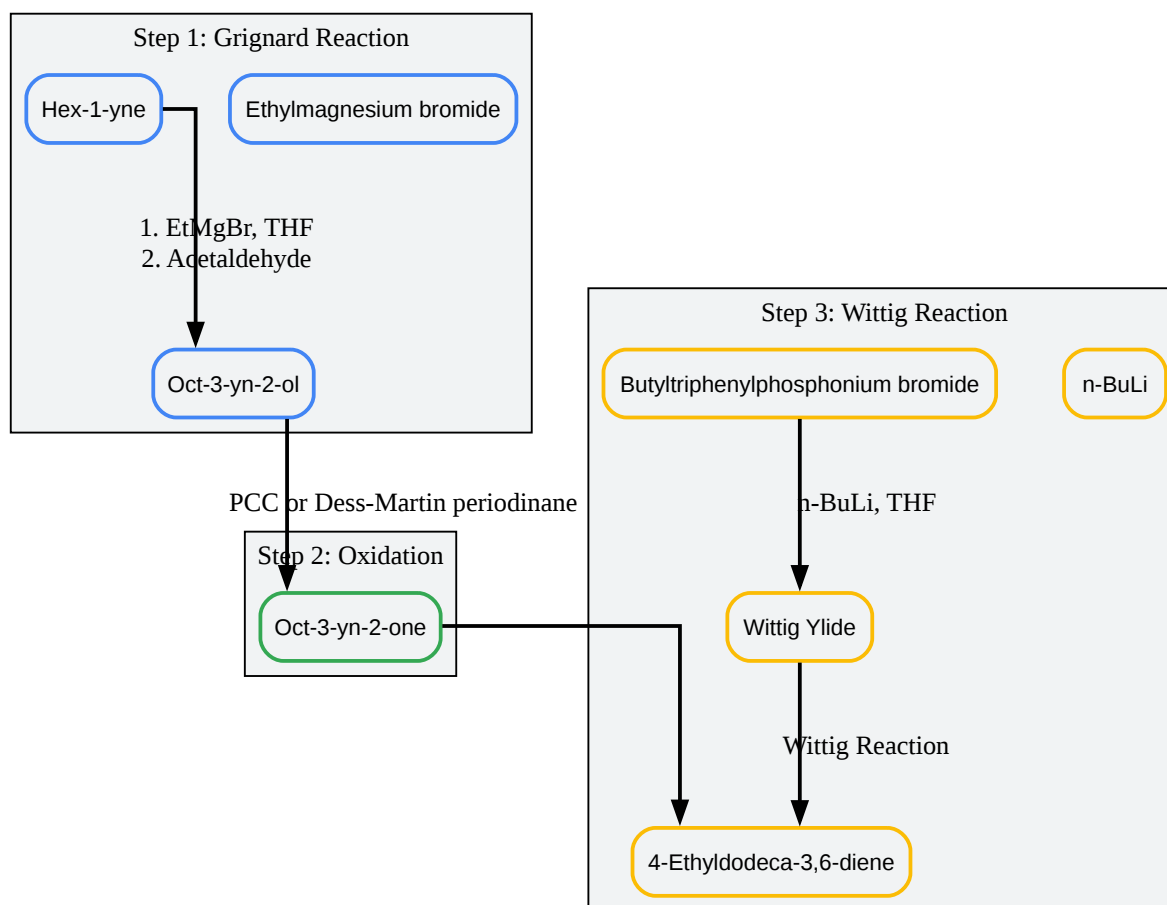 Step 1: Grignard Reaction
Hex-1-yne
Ethylmagnesium bromide
1. EtMgBr, THF
2. Acetaldehyde
Oct-3-yn-2-ol
PCC or Dess-Martin periodinane
Step 2: Oxidation
Oct-3-yn-2-one
Step 3: Wittig Reaction
Butyltriphenylphosphonium bromide
n-BuLi
n-BuLi, THF
Wittig Ylide
Wittig Reaction
4-Ethyldodeca-3,6-diene